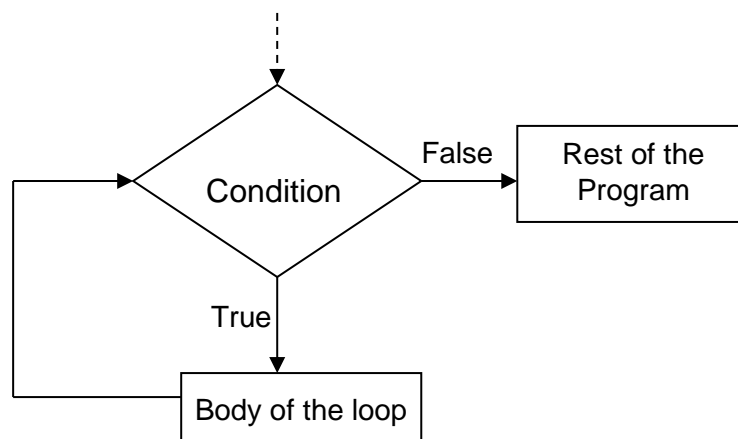 Condition
False
Rest of the
Program
True
Body of the loop